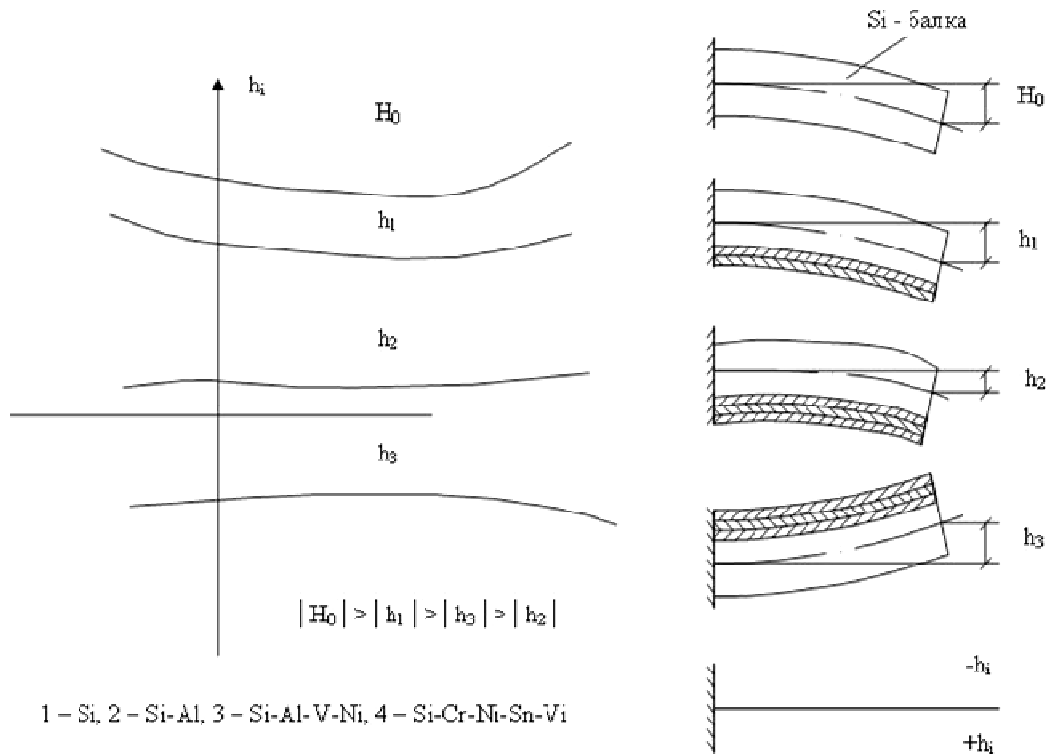 hᵢ
H₀
h₁
h₂
h₃
| H₀ | > | h₁ | > | h₃ | > | h₂ |
1 – Si, 2 – Si-Al, 3 – Si-Al-V-Ni, 4 – Si-Cr-Ni-Sn-Vi
Si - балка
H₀
h₁
h₂
h₃
-hᵢ
+hᵢ